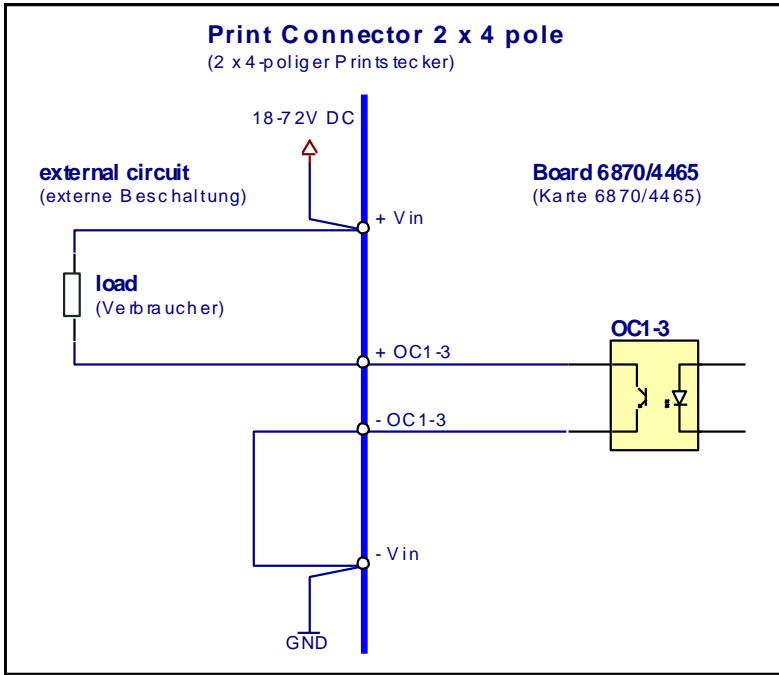 Print Connector 2 x 4 pole
(2 x 4-poliger Printstecker)
18-72V DC
external circuit
(externe Beschaltung)
Board 6870/4465
(Karte 6870/4465)
+ Vin
load
(Verbraucher)
OC1-3
+ OC1-3
- OC1-3
- Vin
GND